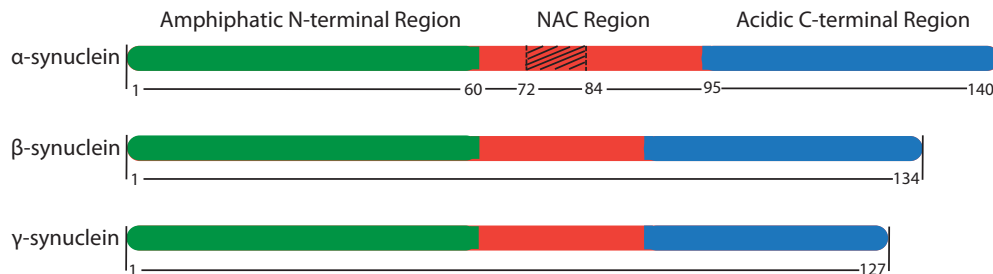 Amphiphatic N-terminal Region NAC Region Acidic C-terminal Region
α-synuclein
1 60 72 84 95 140
β-synuclein
1 134
γ-synuclein
1 127